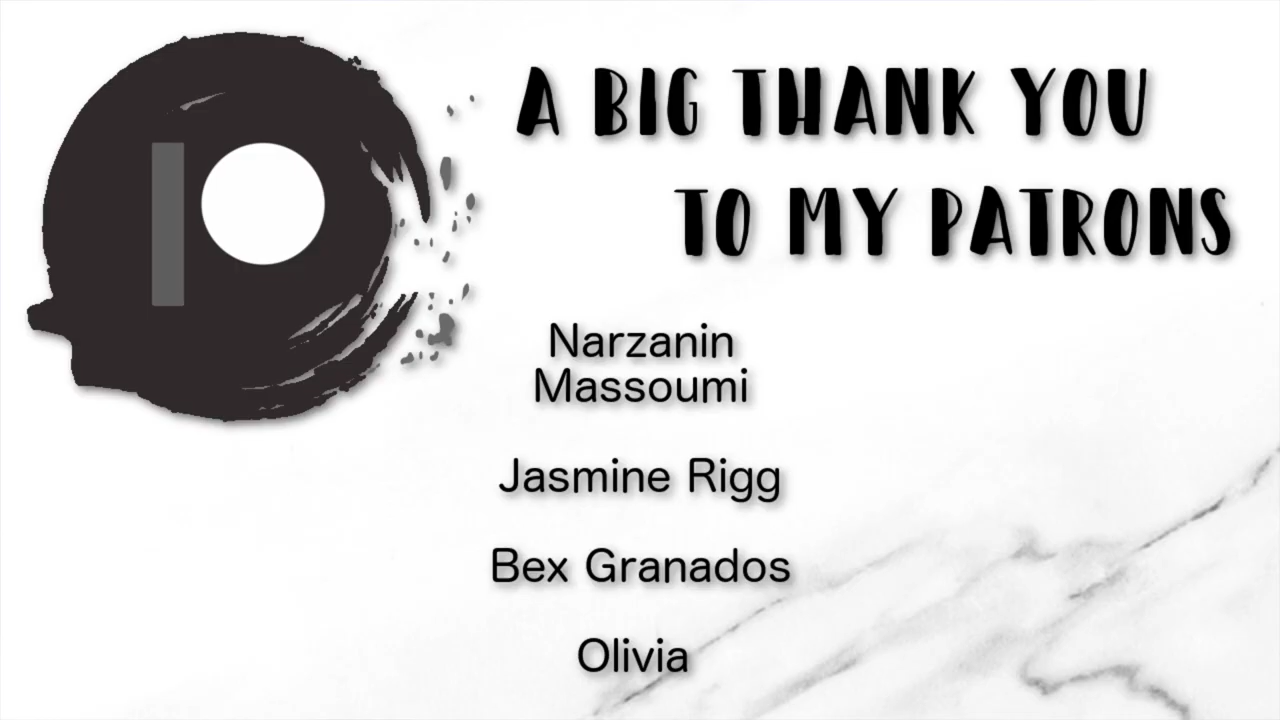 A BIG THANK YOU
TO MY PATRONS
Narzanin
Massoumi
Jasmine Rigg
Bex Granados
Olivia